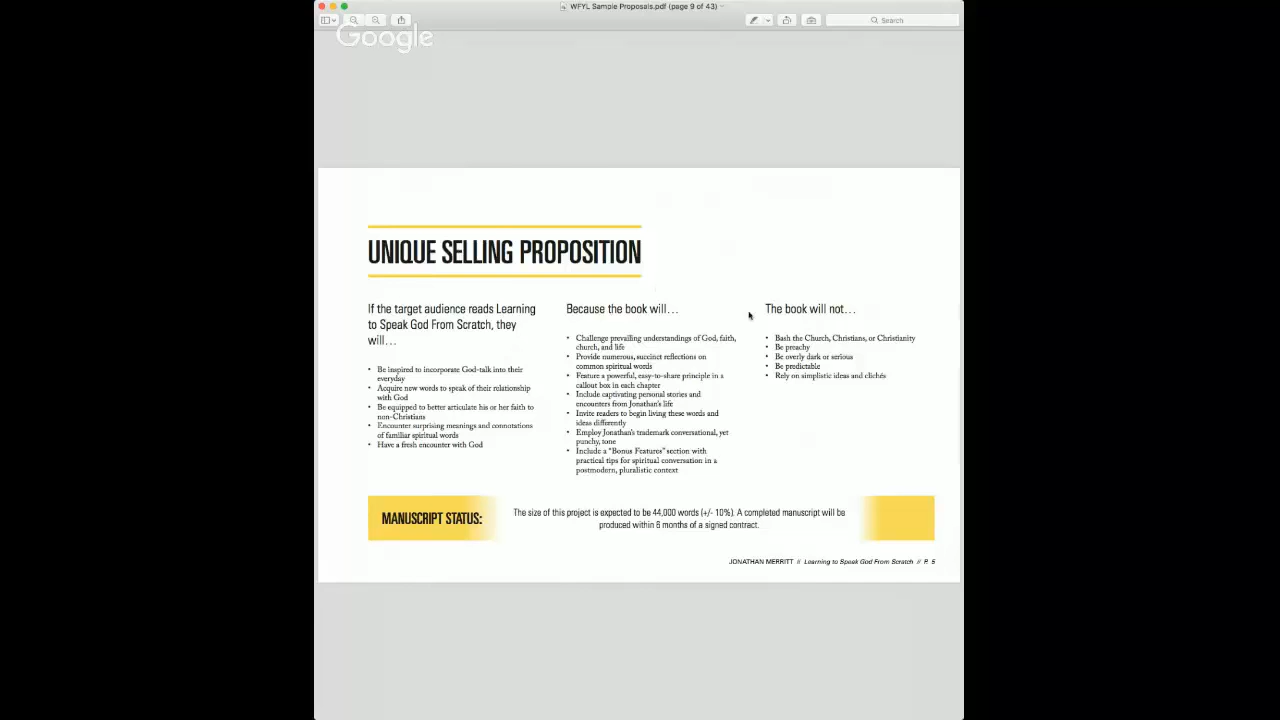 WFYL Sample Proposals.pdf (page 9 of 43)
Search
Google
UNIQUE SELLING PROPOSITION
If the target audience reads Learning
to Speak God From Scratch, they
will…
• Be inspired to incorporate God-talk into their
everyday
• Acquire new words to speak of their relationship
with God
• Be equipped to better articulate his or her faith to
non-Christians
• Encounter surprising meanings and connotations
of familiar spiritual words
• Have a fresh encounter with God
Because the book will…
• Challenge prevailing understandings of God, faith,
church, and life
• Provide numerous, succinct reflections on
common spiritual words
• Feature a powerful, easy-to-share principle in a
callout box in each chapter
• Include captivating personal stories and
encounters from Jonathan's life
• Invite readers to begin living these words and
ideas differently
• Employ Jonathan's trademark conversational, yet
punchy, tone
• Include a "Bonus Features" section with
practical tips for spiritual conversation in a
postmodern, pluralistic context
The book will not…
• Bash the Church, Christians, or Christianity
• Be preachy
• Be overly dark or serious
• Be predictable
• Rely on simplistic ideas and clichés
MANUSCRIPT STATUS:
The size of this project is expected to be 44,000 words (+/- 10%). A completed manuscript will be
produced within 6 months of a signed contract.
JONATHAN MERRITT // Learning to Speak God From Scratch // P. 5